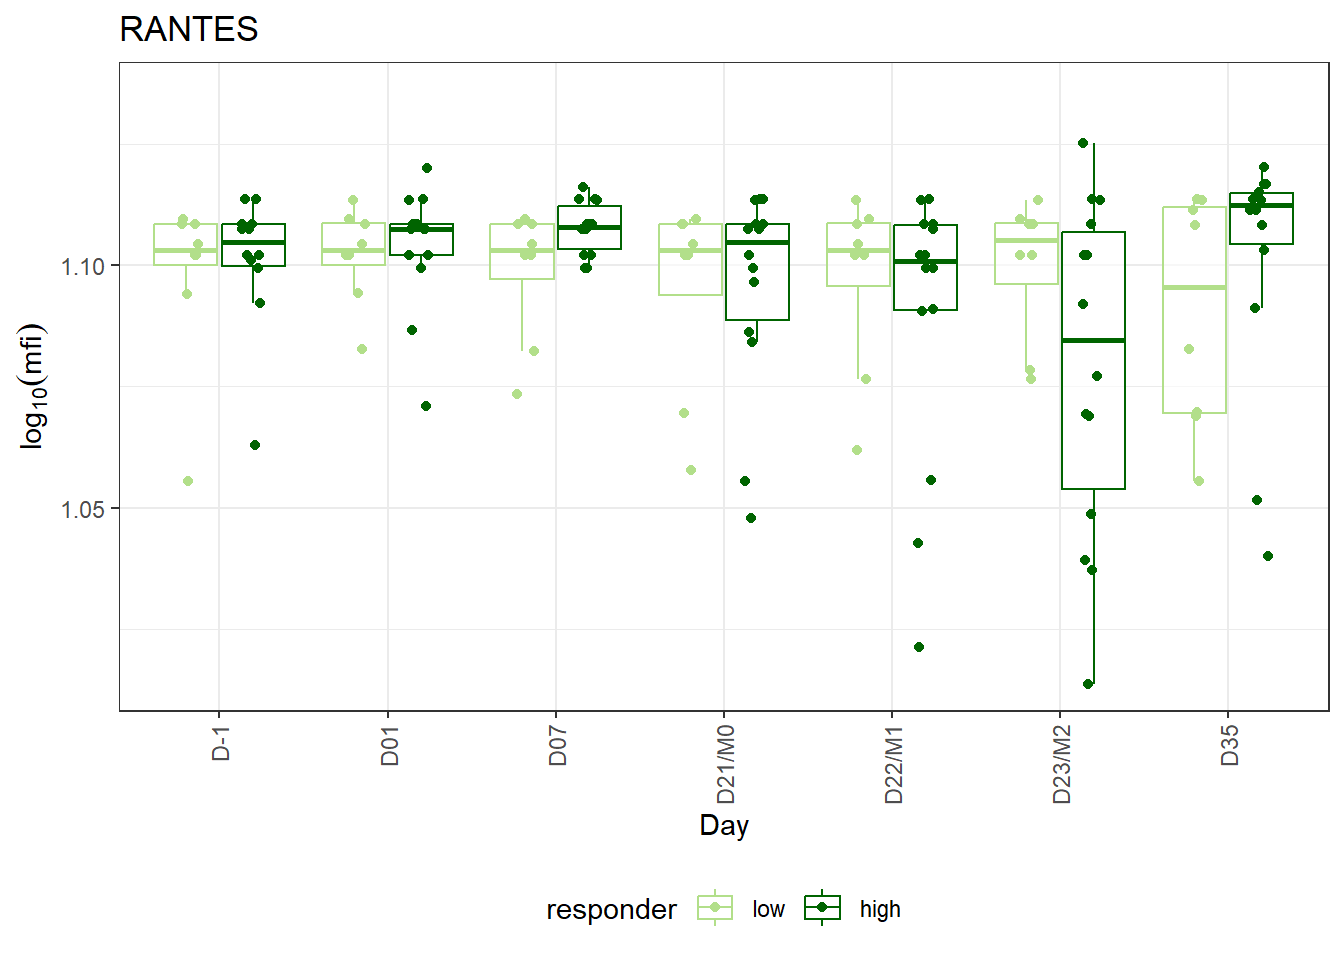 RANTES
log10(mfi)
1.10
1.05
D-1
D01
D07
D21/M0
D22/M1
D23/M2
D35
Day
responder low high